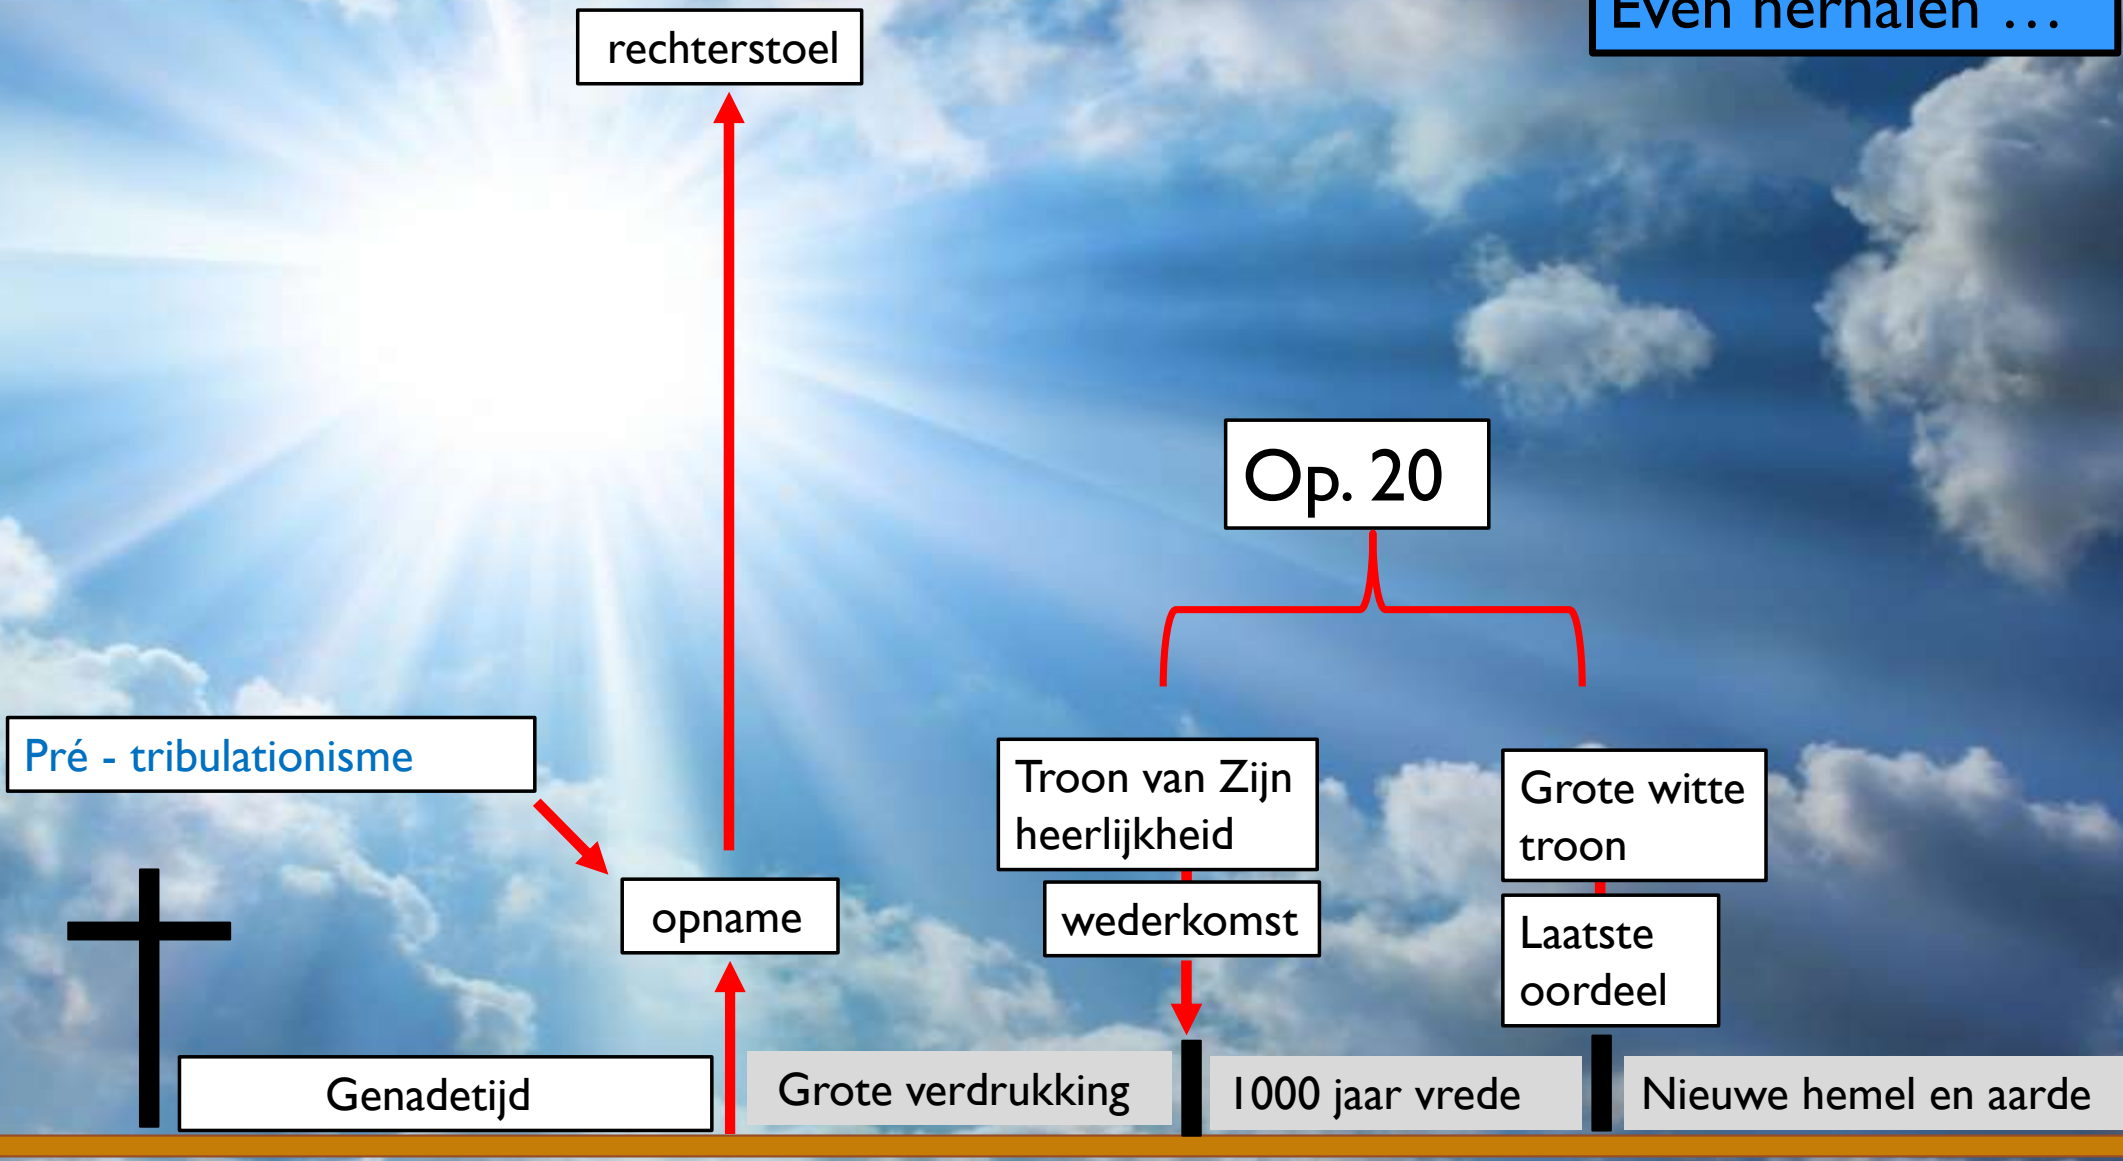 Even herhalen ...
rechterstoel
Op. 20
Pré - tribulationisme
Troon van Zijn
heerlijkheid
Grote witte
troon
opname
wederkomst
Laatste
oordeel
Genadetijd
Grote verdrukking
1000 jaar vrede
Nieuwe hemel en aarde